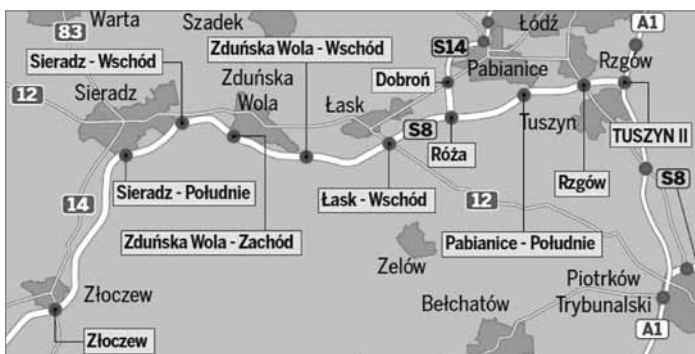 Warta
Szadek
Łódź
83
Zduńska Wola - Wschód
S14
A1
Sieradz - Wschód
Pabianice
Rzgów
Dobroń
12
Sieradz
Zduńska
Wola
Łask
S8
Tuszyn
TUSZYN II
Róża
Sieradz - Południe
Łask - Wschód
Rzgów
S8
14
12
Zduńska Wola - Zachód
Pabianice - Południe
Zelów
Złoczew
Piotrków
Trybunalski
Bełchatów
Złoczew
A1